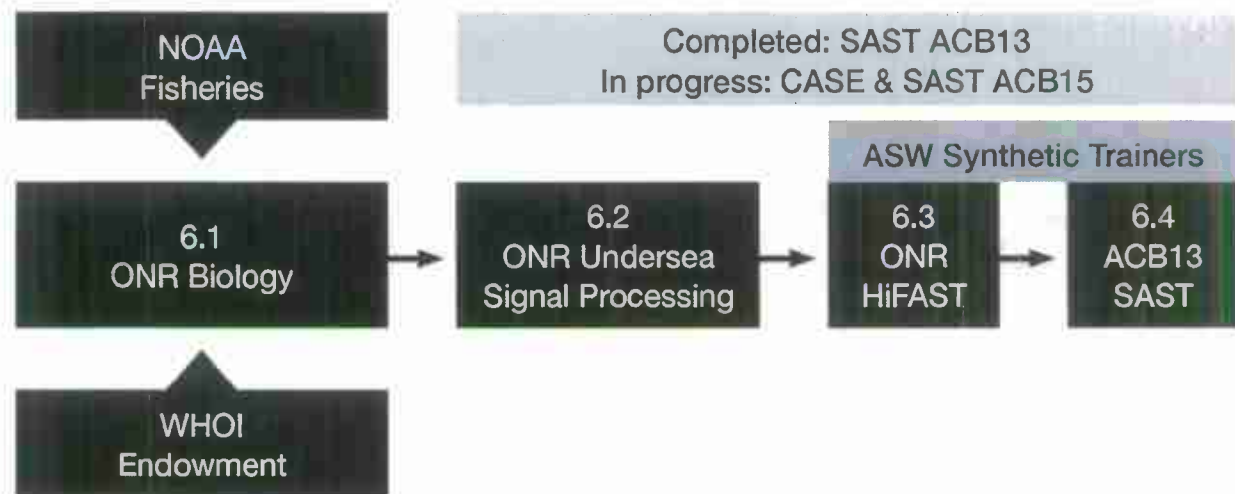 NOAA
Fisheries
Completed: SAST ACB13
In progress: CASE & SAST ACB15
ASW Synthetic Trainers
6.1
ONR Biology
6.2
ONR Undersea
Signal Processing
6.3
ONR
HiFAST
6.4
ACB13
SAST
WHOI
Endowment